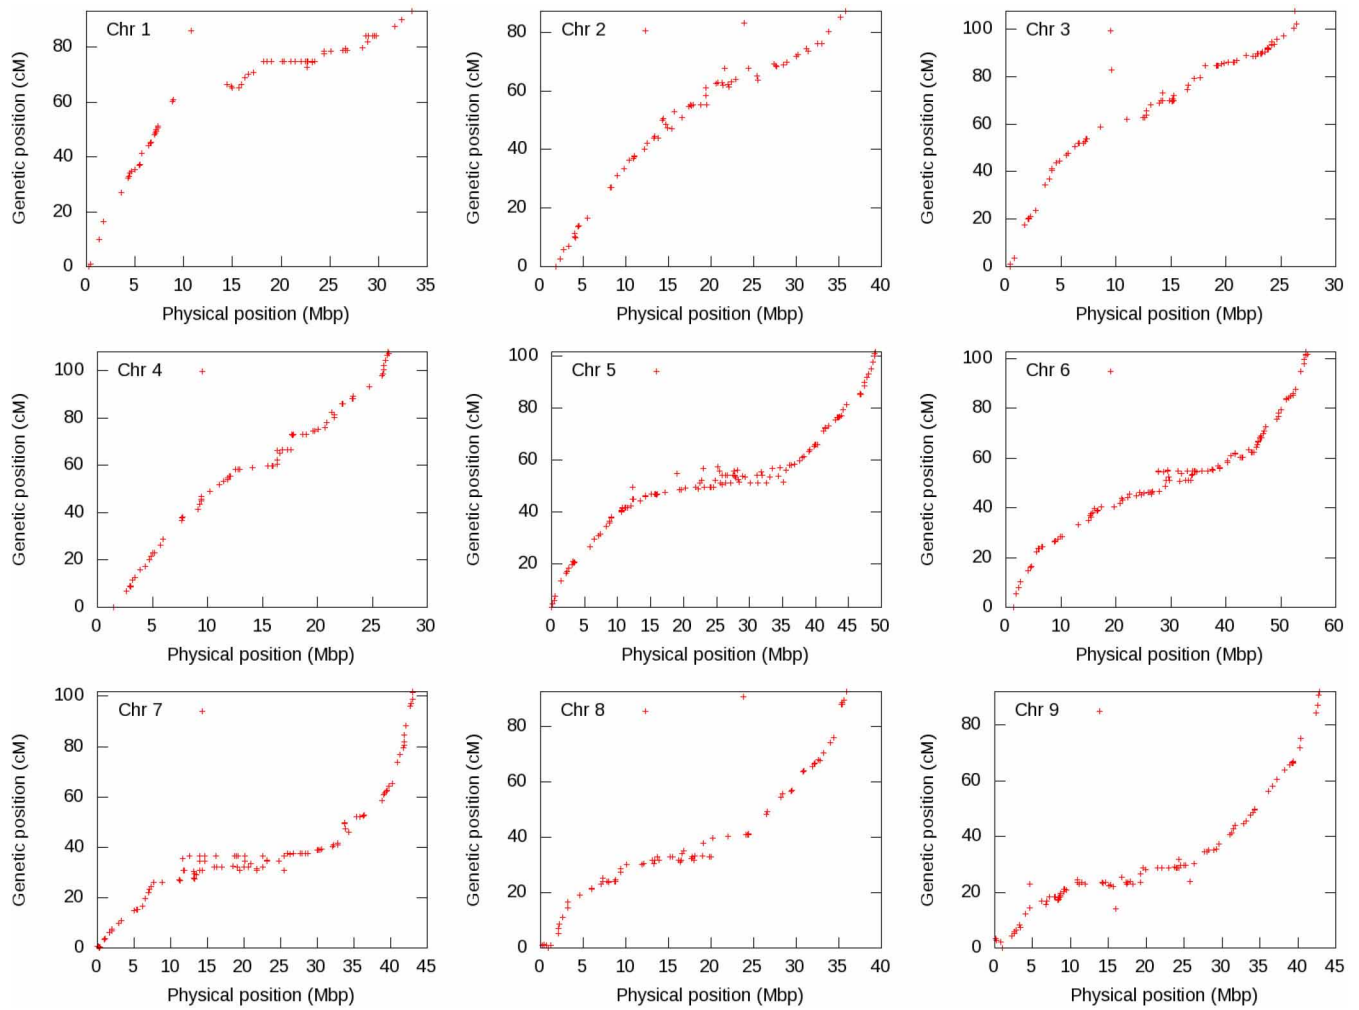 Chr 1
Genetic position (cM)
80
60
40
20
0
0 5 10 15 20 25 30 35
Physical position (Mbp)
Chr 2
Genetic position (cM)
80
60
40
20
0
0 5 10 15 20 25 30 35 40
Physical position (Mbp)
Chr 3
Genetic position (cM)
100
80
60
40
20
0
0 5 10 15 20 25 30
Physical position (Mbp)
Chr 4
Genetic position (cM)
100
80
60
40
20
0
0 5 10 15 20 25 30
Physical position (Mbp)
Chr 5
Genetic position (cM)
100
80
60
40
20
0 5 10 15 20 25 30 35 40 45 50
Physical position (Mbp)
Chr 6
Genetic position (cM)
100
80
60
40
20
0
0 10 20 30 40 50 60
Physical position (Mbp)
Chr 7
Genetic position (cM)
100
80
60
40
20
0
0 5 10 15 20 25 30 35 40 45
Physical position (Mbp)
Chr 8
Genetic position (cM)
80
60
40
20
0
0 5 10 15 20 25 30 35 40
Physical position (Mbp)
Chr 9
Genetic position (cM)
80
60
40
20
0
0 5 10 15 20 25 30 35 40 45
Physical position (Mbp)